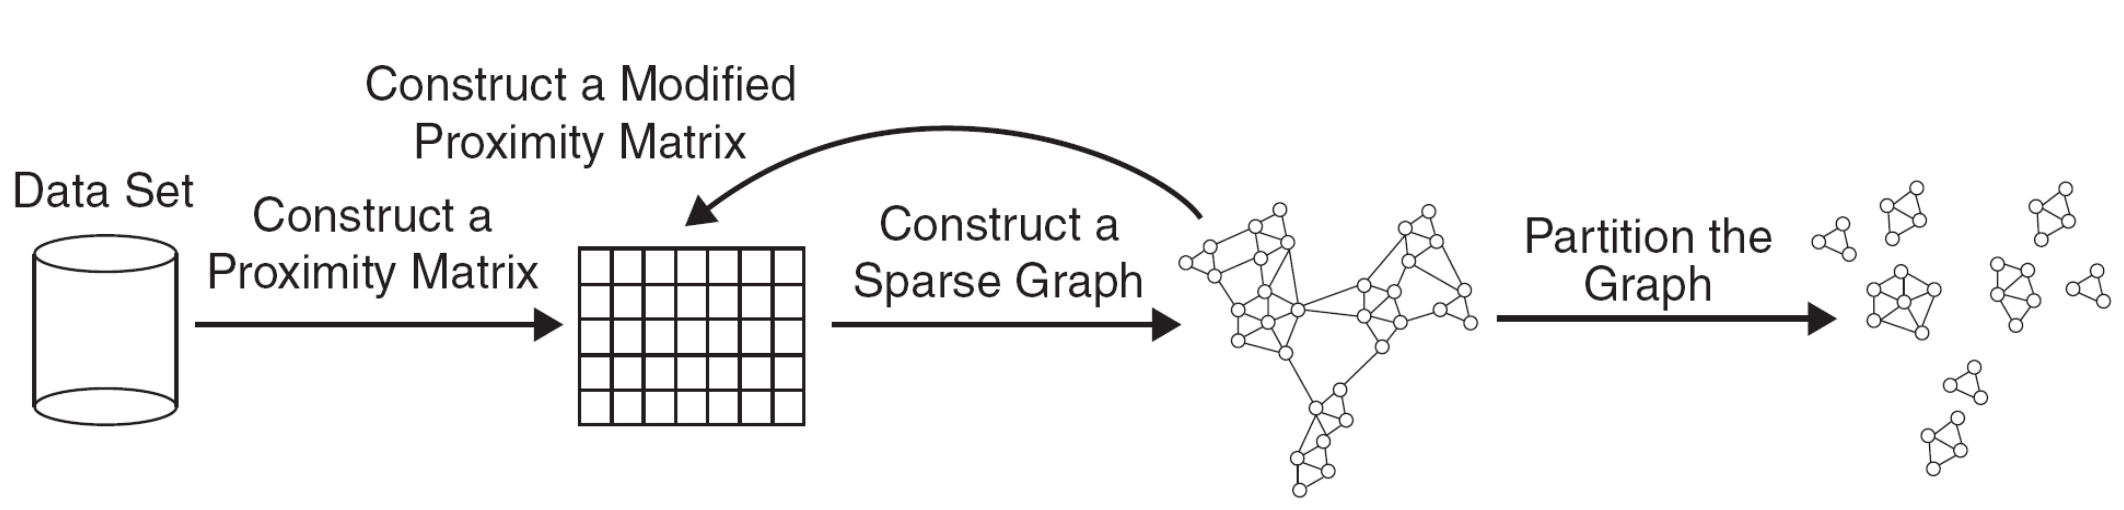 Data Set
Construct a
Proximity Matrix
Construct a Modified
Proximity Matrix
Construct a
Sparse Graph
Partition the
Graph